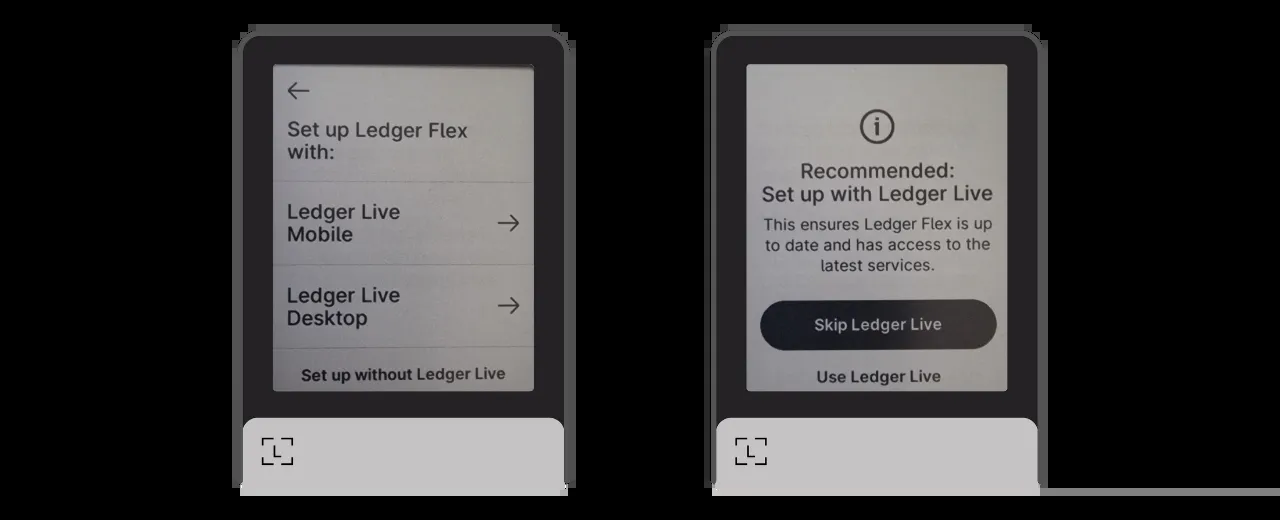 Set up Ledger Flex
with:
Ledger Live
Mobile
Ledger Live
Desktop
Set up without Ledger Live
Recommended:
Set up with Ledger Live
This ensures Ledger Flex is up
to date and has access to the
latest services.
Skip Ledger Live
Use Ledger Live